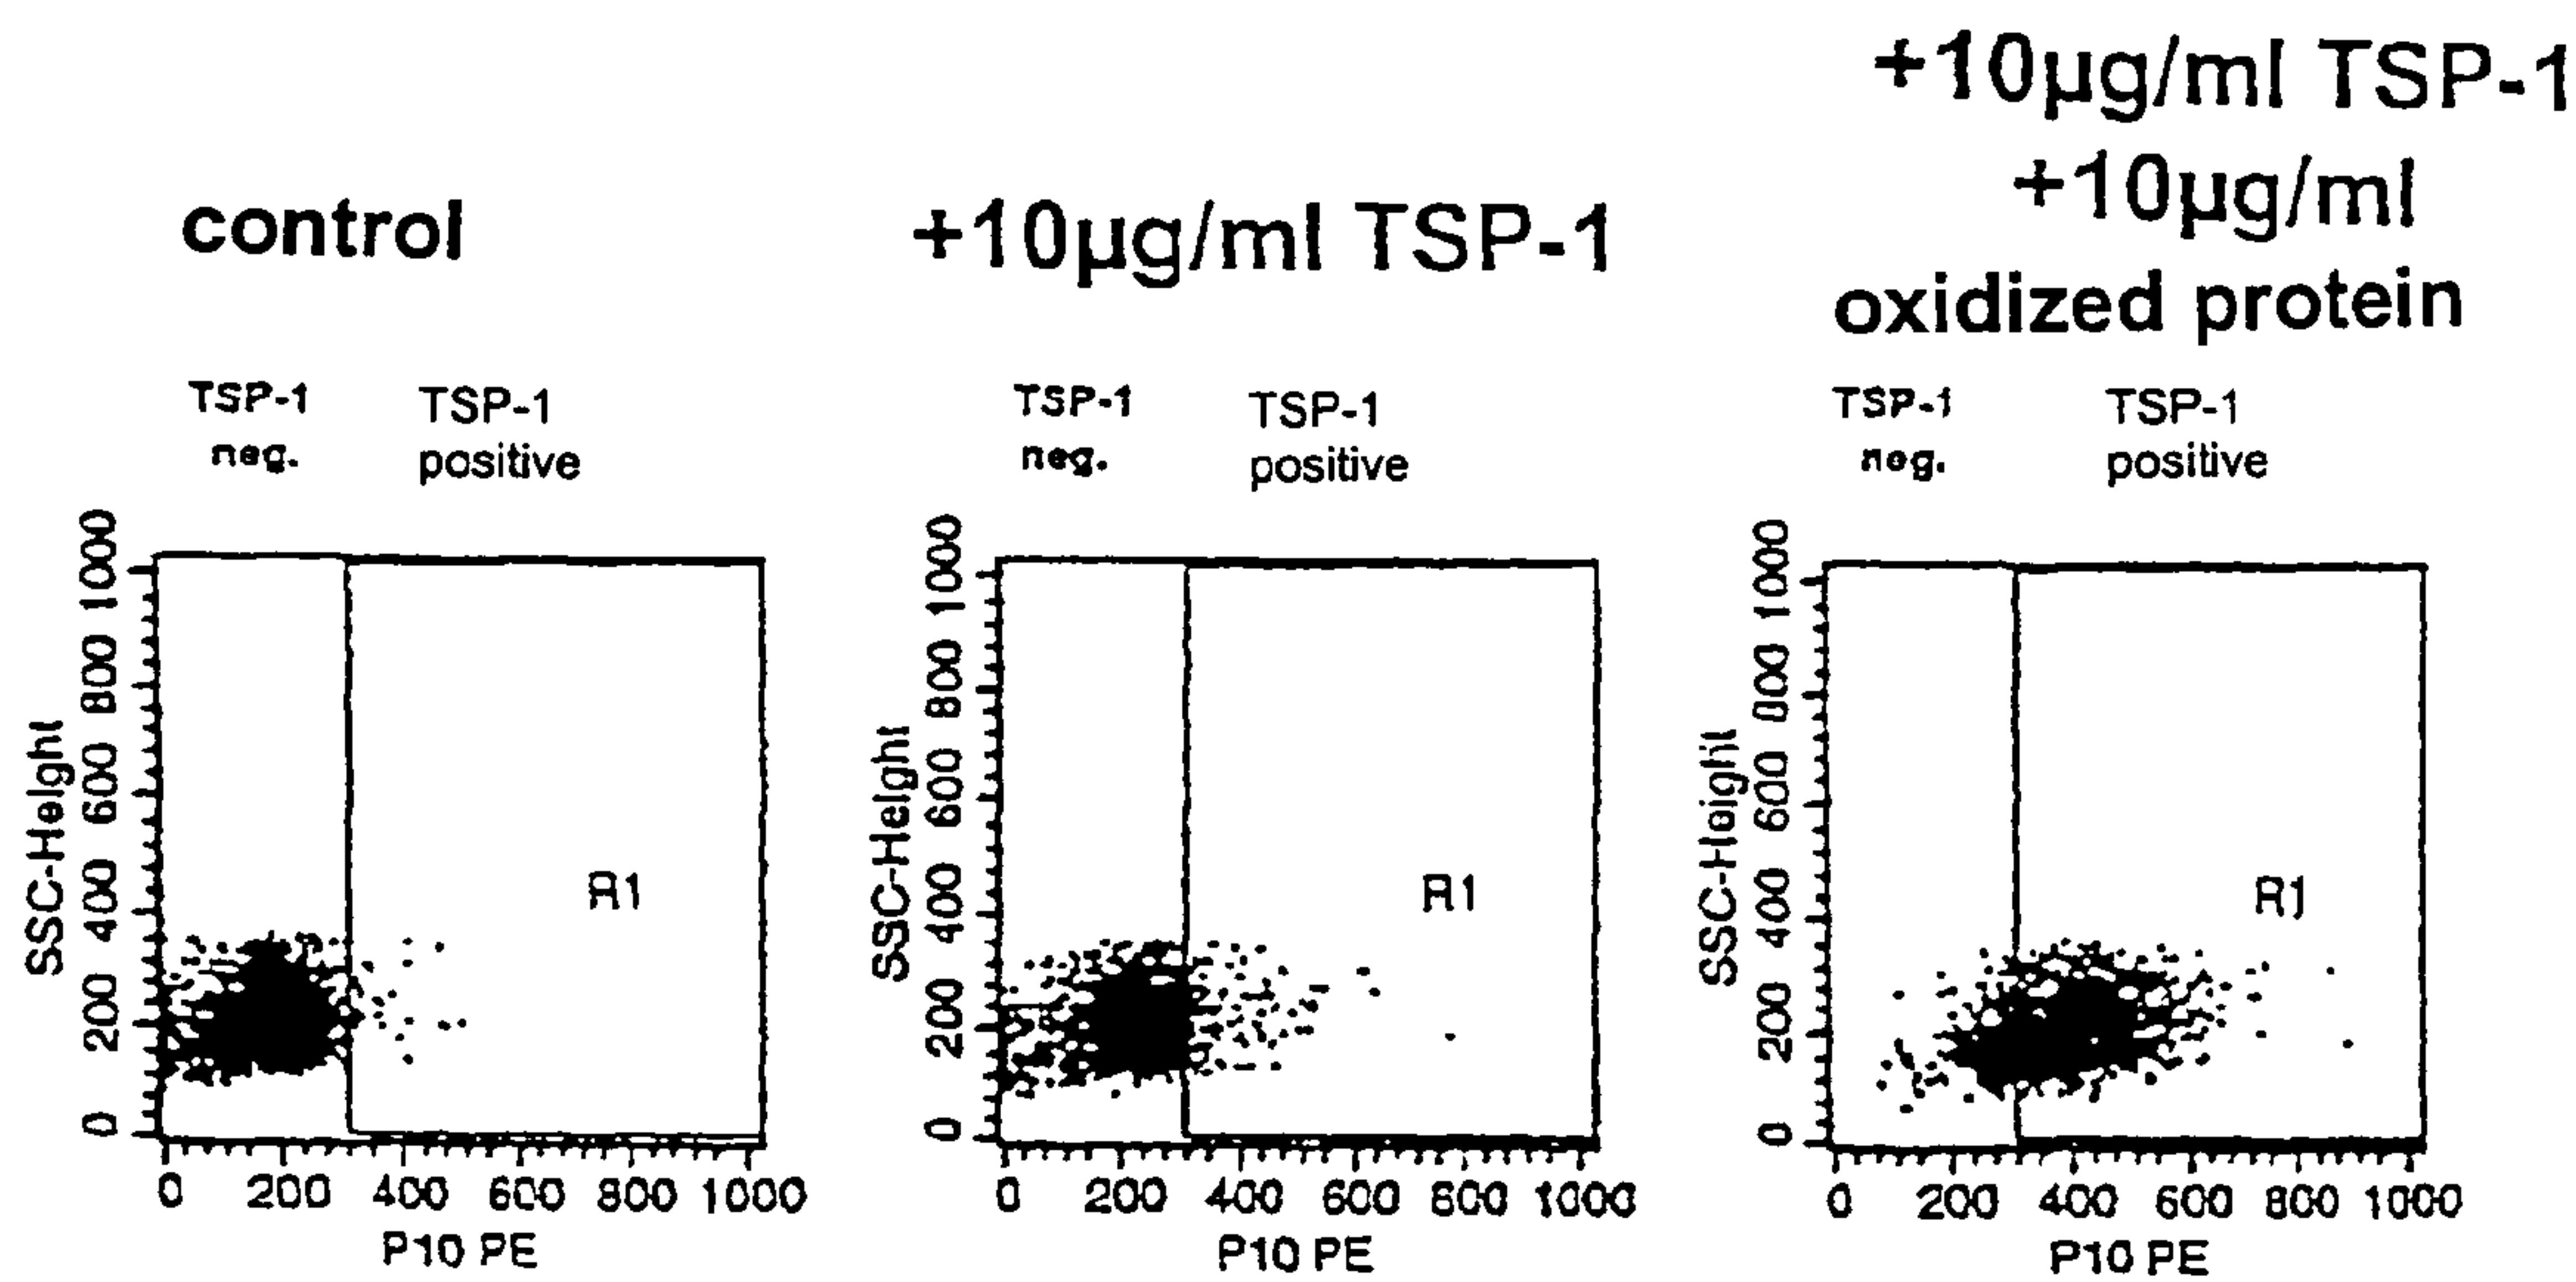 control
+10µg/ml TSP-1
+10µg/ml TSP-1
+10µg/ml
oxidized protein
TSP-1
neg.
TSP-1
positive
TSP-1
neg.
TSP-1
positive
TSP-1
neg.
TSP-1
positive
SSC-Height
0 200 400 600 800 1000
R1
0 200 400 600 800 1000
P10 PE
SSC-Height
0 200 400 600 800 1000
R1
0 200 400 600 800 1000
P10 PE
SSC-Height
0 200 400 600 800 1000
R1
0 200 400 600 800 1000
P10 PE